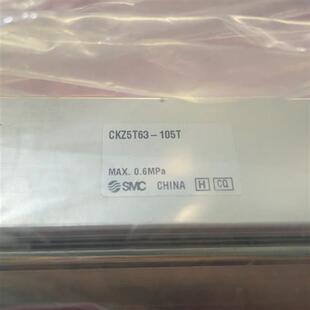 CKZ5T63-105T
MAX. 0.6MPa
SMC CHINA H CQ